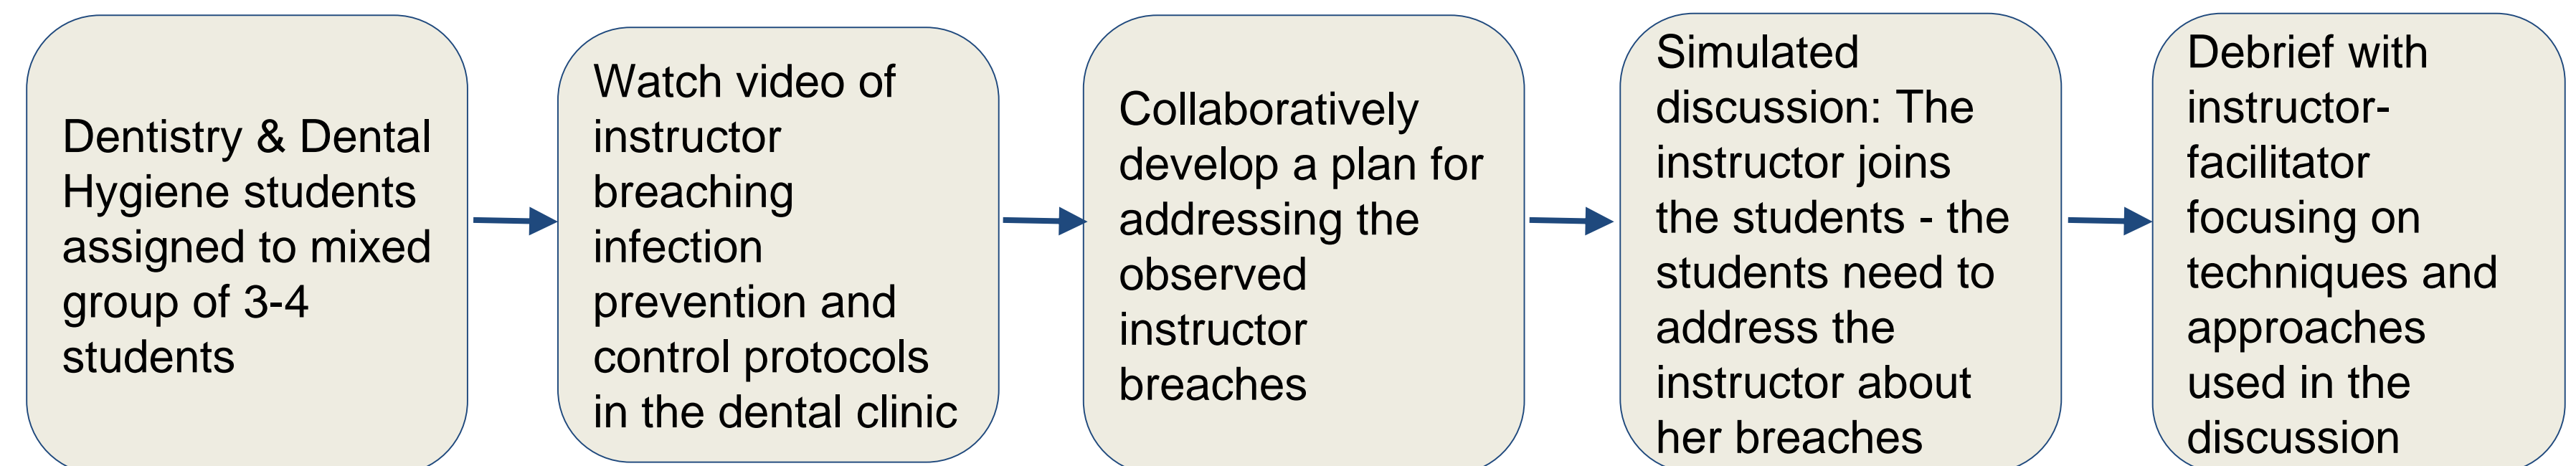 Dentistry & Dental
Hygiene students
assigned to mixed
group of 3-4
students
Watch video of
instructor
breaching
infection
prevention and
control protocols
in the dental clinic
Collaboratively
develop a plan for
addressing the
observed
instructor
breaches
Simulated
discussion: The
instructor joins
the students - the
students need to
address the
instructor about
her breaches
Debrief with
instructor-
facilitator
focusing on
techniques and
approaches
used in the
discussion